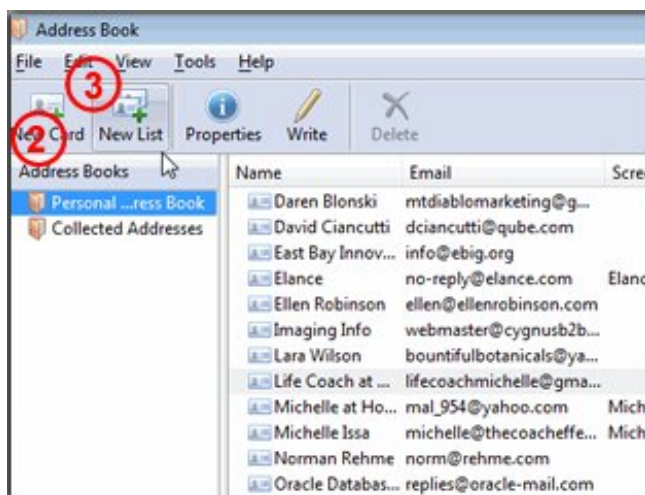 Address Book
File Edit View Tools Help
3
2
New Card New List Properties Write Delete
Address Books Name Email Scre
Personal ...ress Book Daren Blonski mtdiablomarketing@g...
Collected Addresses David Ciancutti dciancutti@qube.com
East Bay Innov... info@ebig.org
Elance no-reply@elance.com Elanc
Ellen Robinson ellen@ellenrobinson.com
Imaging Info webmaster@cygnusb2b...
Lara Wilson bountifulbotanicals@ya...
Life Coach at ... lifecoachmichelle@gma...
Michelle at Ho... mal_954@yahoo.com Mich
Michelle Issa michelle@thecoacheffe... Mich
Norman Rehme norm@rehme.com
Oracle Databas... replies@oracle-mail.com